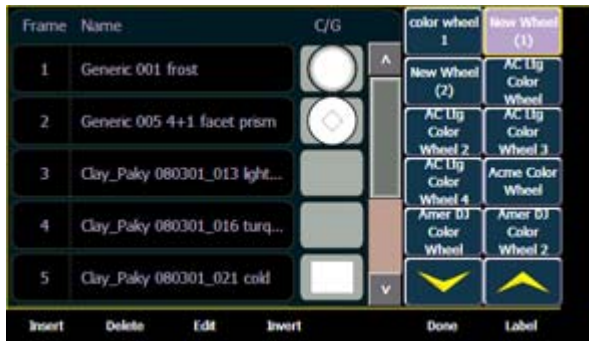 Frame Name C/G
1 Generic 001 frost
2 Generic 005 4+1 facet prism
3 Clay_Paky 080301_013 light...
4 Clay_Paky 080301_016 turq...
5 Clay_Paky 080301_021 cold
color wheel
1
New Wheel
(1)
New Wheel
(2)
AC Ltg
Color
Wheel
AC Ltg
Color
Wheel 2
AC Ltg
Color
Wheel 3
AC Ltg
Color
Wheel 4
Acme Color
Wheel
Amer DJ
Color
Wheel
Amer DJ
Color
Wheel 2
Insert Delete Edit Invert Done Label